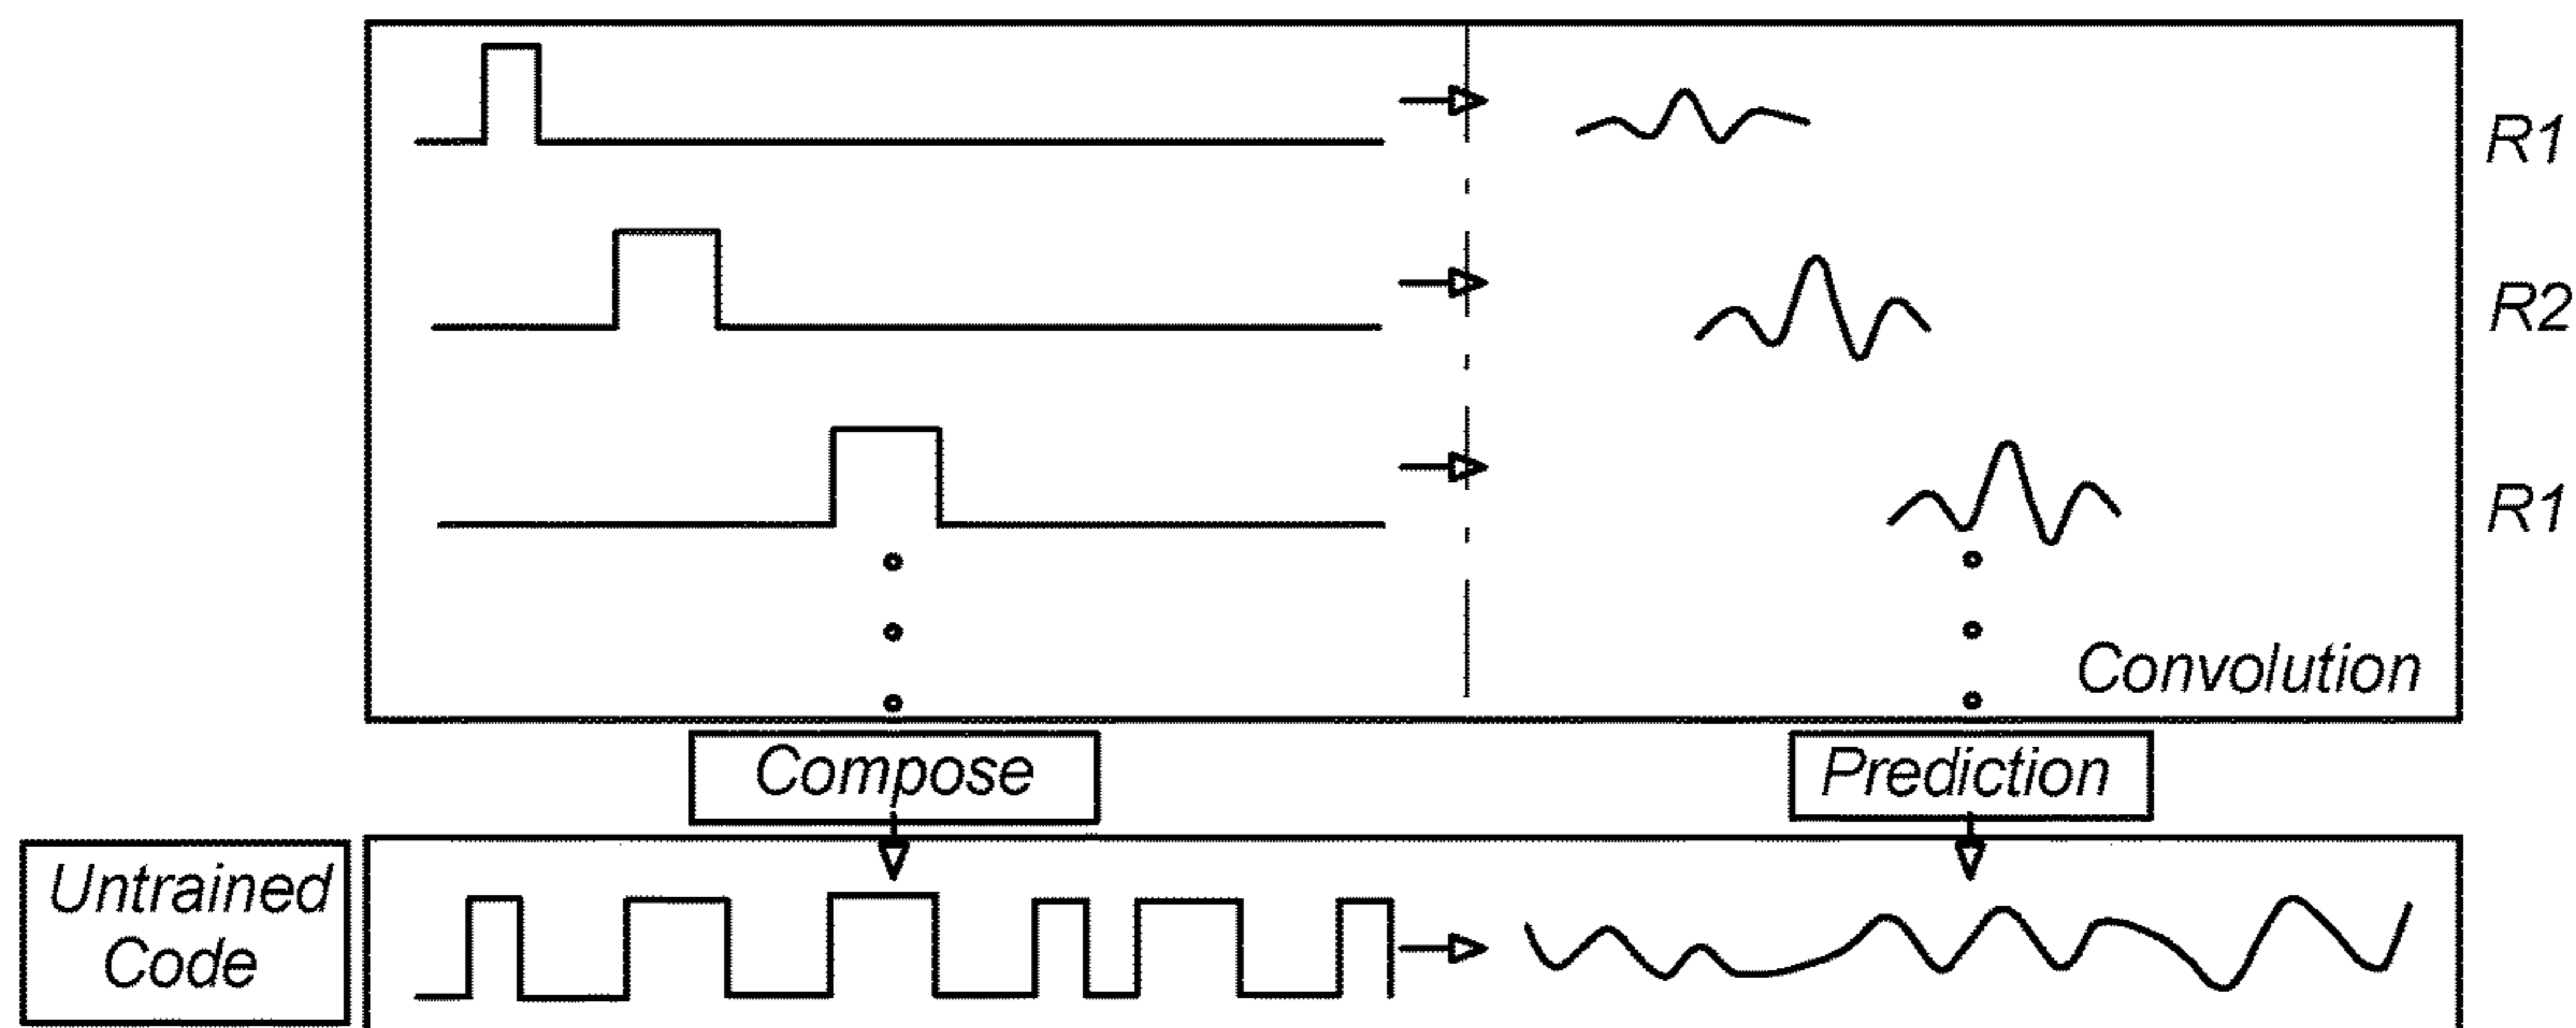 R1
R2
R1
Convolution
Compose
Prediction
Untrained
Code